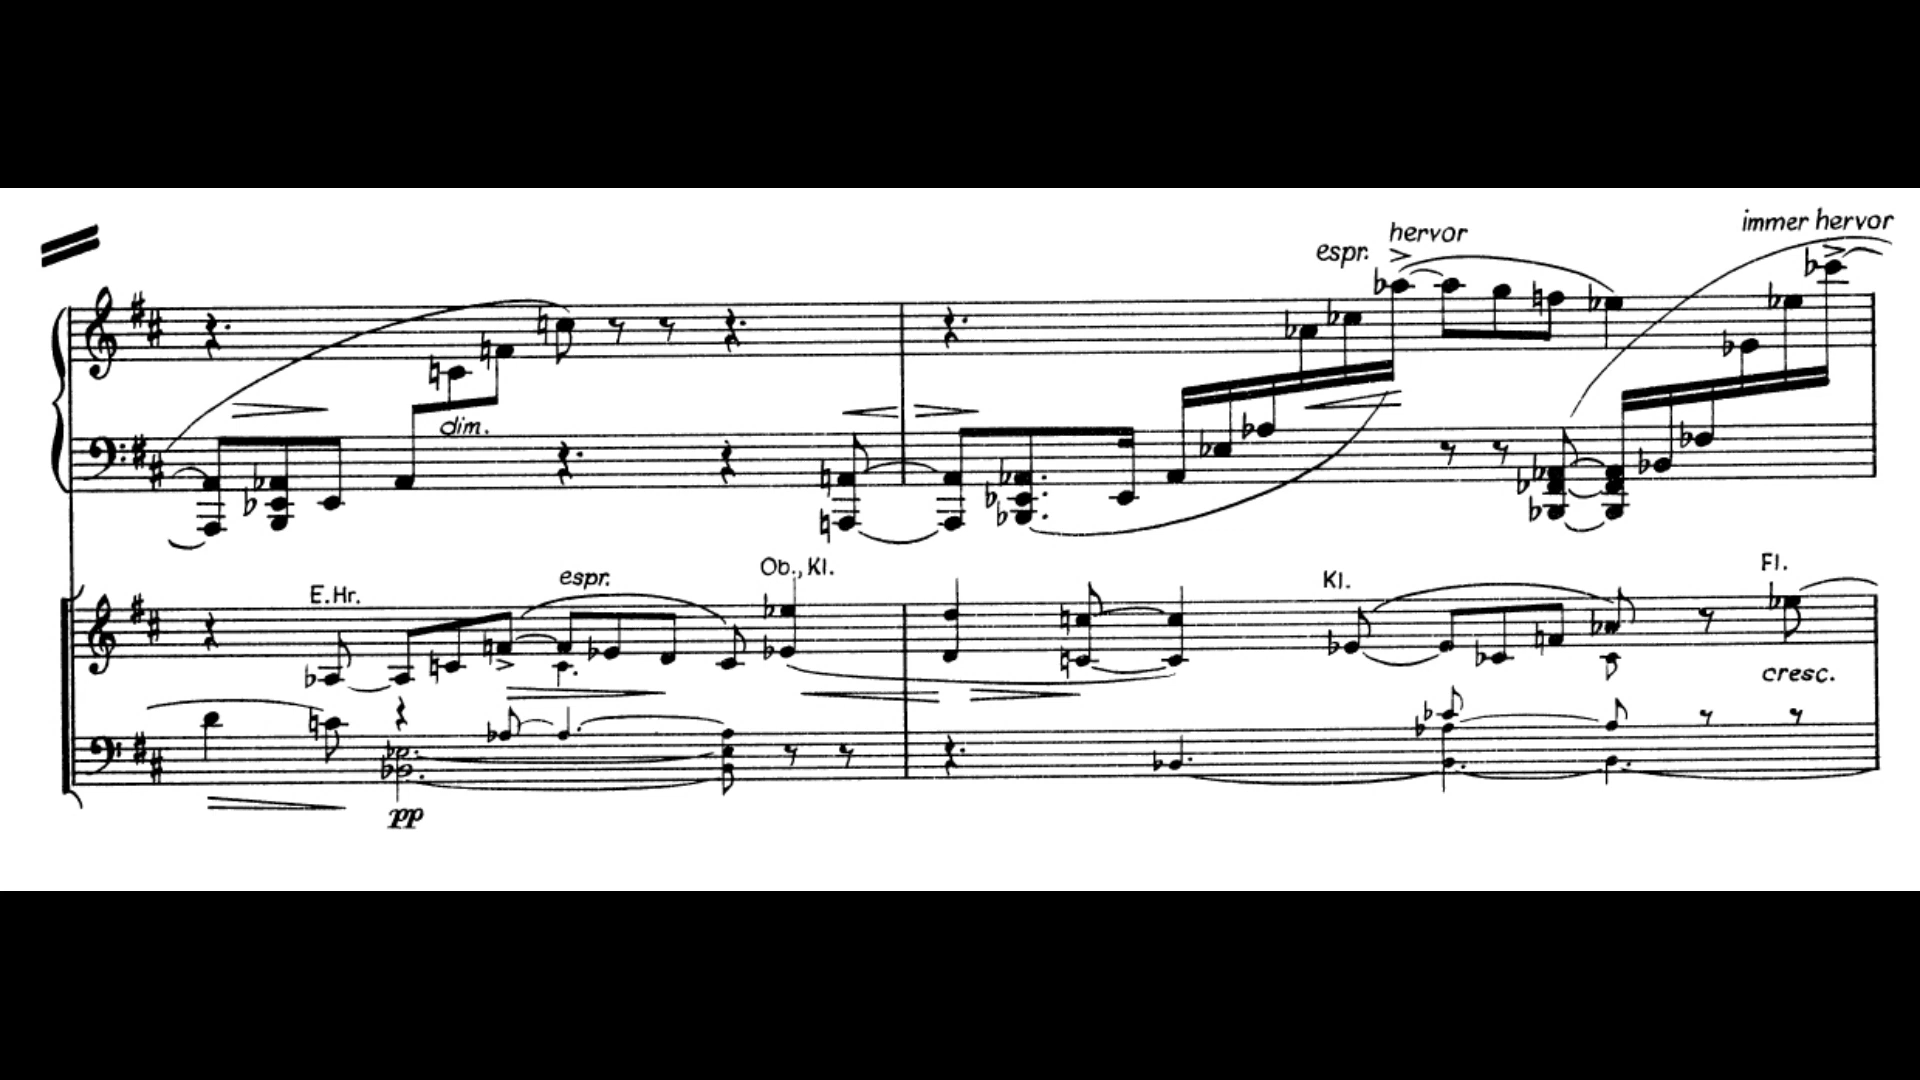 immer hervor
hervor
espr.
dim.
Ob., Kl.
Fl.
espr.
Kl.
E.Hr.
cresc.
pp